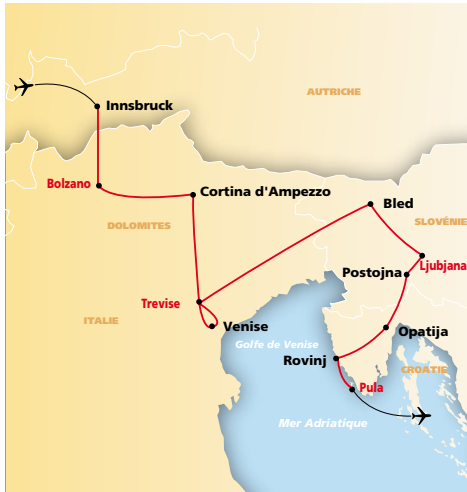 AUTRICHE
Innsbruck
Bolzano
Cortina d'Ampezzo
Bled
DOLOMITES
SLOVÉNIE
Ljubjana
Postojna
Trevise
ITALIE
Venise
Opatija
Golfe de Venise
Rovinj
CROATIE
Pula
Mer Adriatique